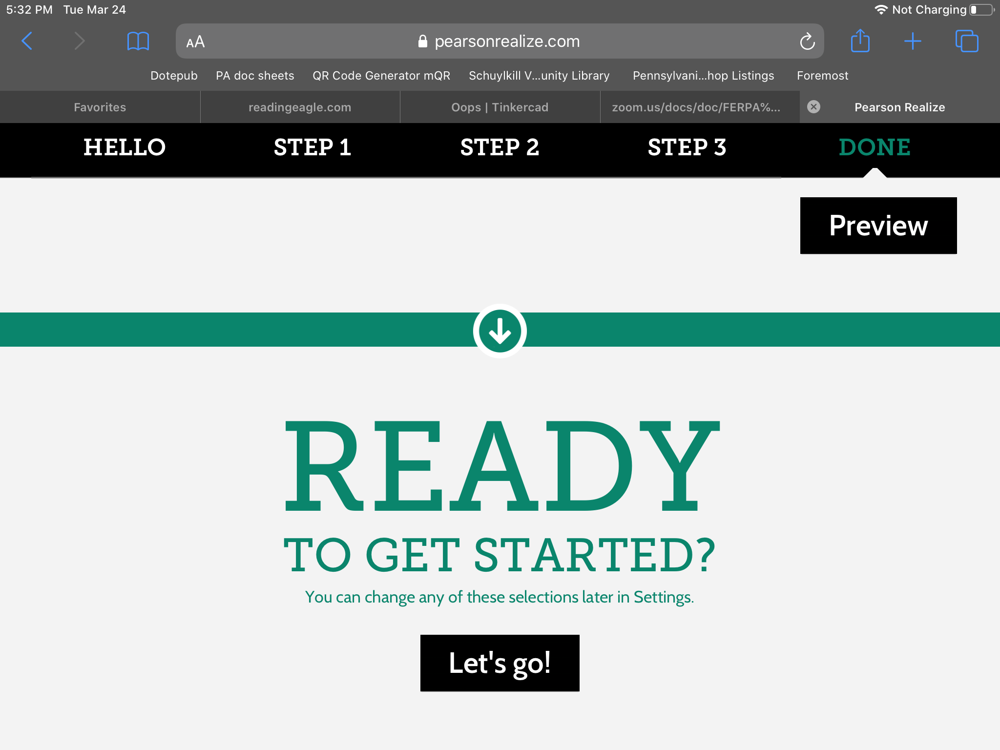 5:32 PM Tue Mar 24 Not Charging
AA pearsonrealize.com
Dotepub PA doc sheets QR Code Generator mQR Schuylkill V...unity Library Pennsylvani...hop Listings Foremost
Favorites readingeagle.com Oops | Tinkercad zoom.us/docs/doc/FERPA%... Pearson Realize
HELLO STEP 1 STEP 2 STEP 3 DONE
Preview
READY
TO GET STARTED?
You can change any of these selections later in Settings.
Let's go!